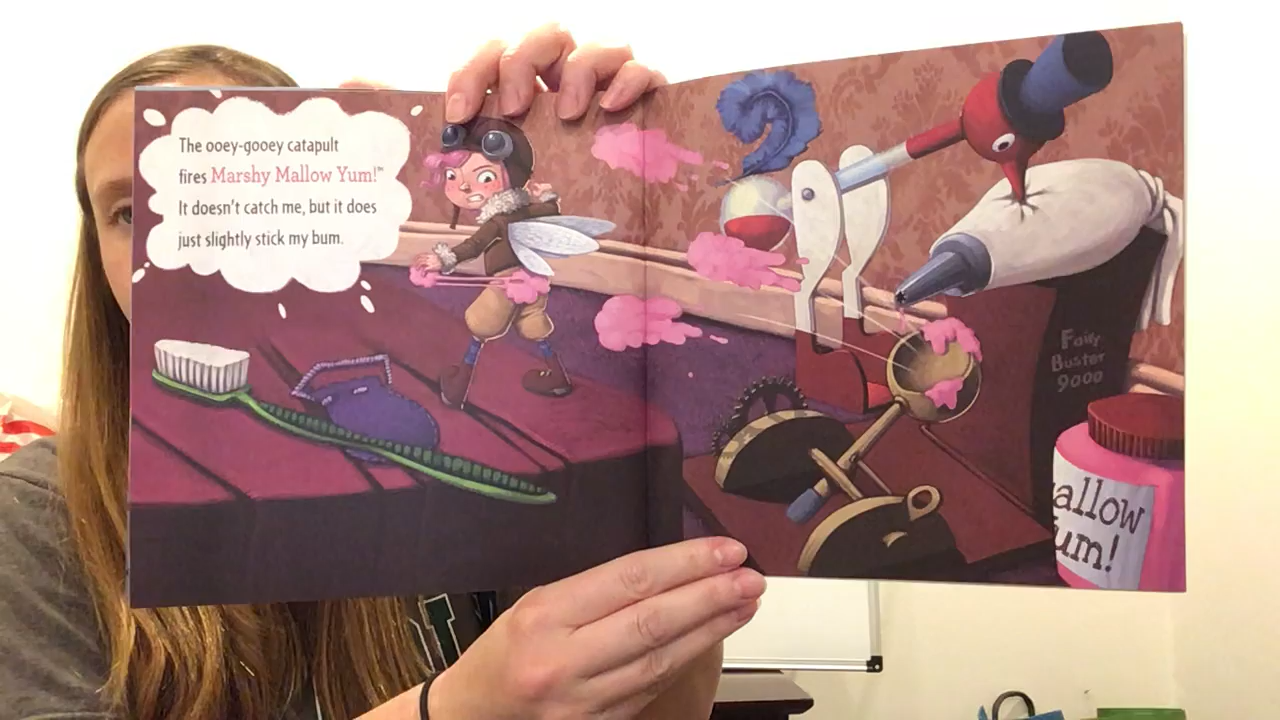 The ooey-gooey catapult
fires Marshy Mallow Yum!™
It doesn't catch me, but it does
just slightly stick my bum.
Fairy
Buster
9000
allow
um!